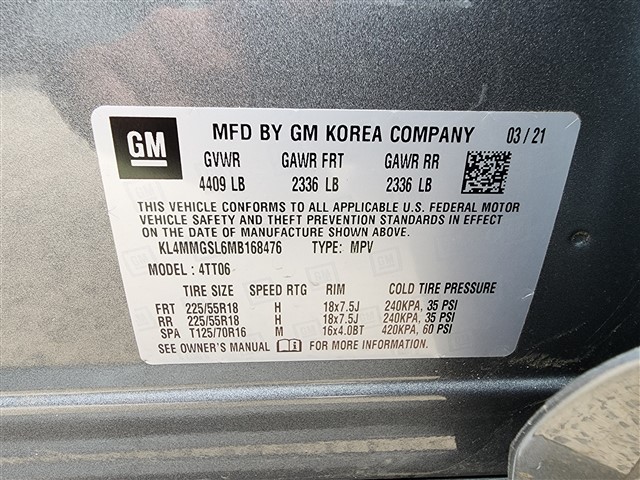 GM MFD BY GM KOREA COMPANY 03/21
GVWR GAWR FRT GAWR RR
4409 LB 2336 LB 2336 LB
THIS VEHICLE CONFORMS TO ALL APPLICABLE U.S. FEDERAL MOTOR
VEHICLE SAFETY AND THEFT PREVENTION STANDARDS IN EFFECT
ON THE DATE OF MANUFACTURE SHOWN ABOVE.
KL4MMGSL6MB168476 TYPE: MPV
MODEL: 4TT06
TIRE SIZE SPEED RTG RIM COLD TIRE PRESSURE
FRT 225/55R18 H 18x7.5J 240KPA, 35 PSI
RR 225/55R18 H 18x7.5J 240KPA, 35 PSI
SPA T125/70R16 M 16x4.0BT 420KPA, 60 PSI
SEE OWNER'S MANUAL FOR MORE INFORMATION.